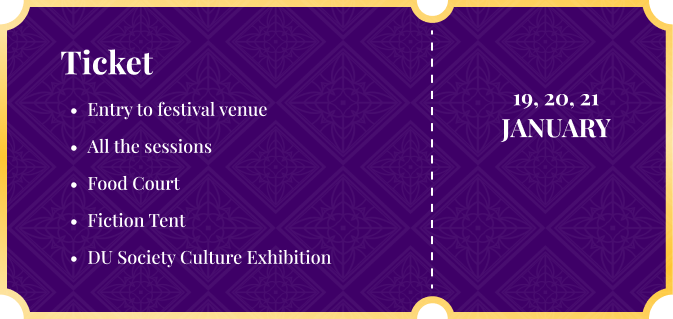 Ticket
• Entry to festival venue
• All the sessions
• Food Court
• Fiction Tent
• DU Society Culture Exhibition
19, 20, 21
JANUARY